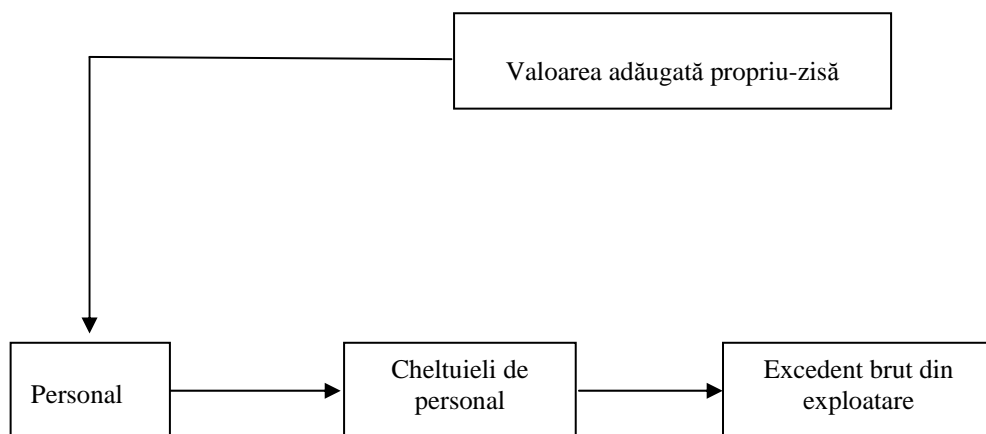 Valoarea adăugată propriu-zisă
Personal
Cheltuieli de
personal
Excedent brut din
exploatare